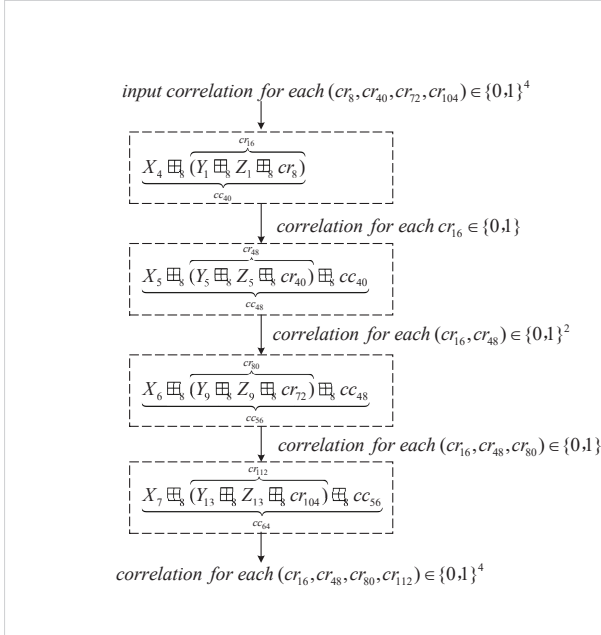 input correlation for each (cr₈,cr₄₀,cr₇₂,cr₁₀₄)∈{0,1}⁴
cr₁₆
X₄ ⊞₈ (Y₁ ⊞₈ Z₁ ⊞₈ cr₈)
cc₄₀
correlation for each cr₁₆ ∈{0,1}
cr₄₈
X₅ ⊞₈ (Y₅ ⊞₈ Z₅ ⊞₈ cr₄₀) ⊞₈ cc₄₀
cc₄₈
correlation for each (cr₁₆,cr₄₈)∈{0,1}²
cr₈₀
X₆ ⊞₈ (Y₉ ⊞₈ Z₉ ⊞₈ cr₇₂) ⊞₈ cc₄₈
cc₅₆
correlation for each (cr₁₆,cr₄₈,cr₈₀)∈{0,1}
cr₁₁₂
X₇ ⊞₈ (Y₁₃ ⊞₈ Z₁₃ ⊞₈ cr₁₀₄) ⊞₈ cc₅₆
cc₆₄
correlation for each (cr₁₆,cr₄₈,cr₈₀,cr₁₁₂)∈{0,1}⁴